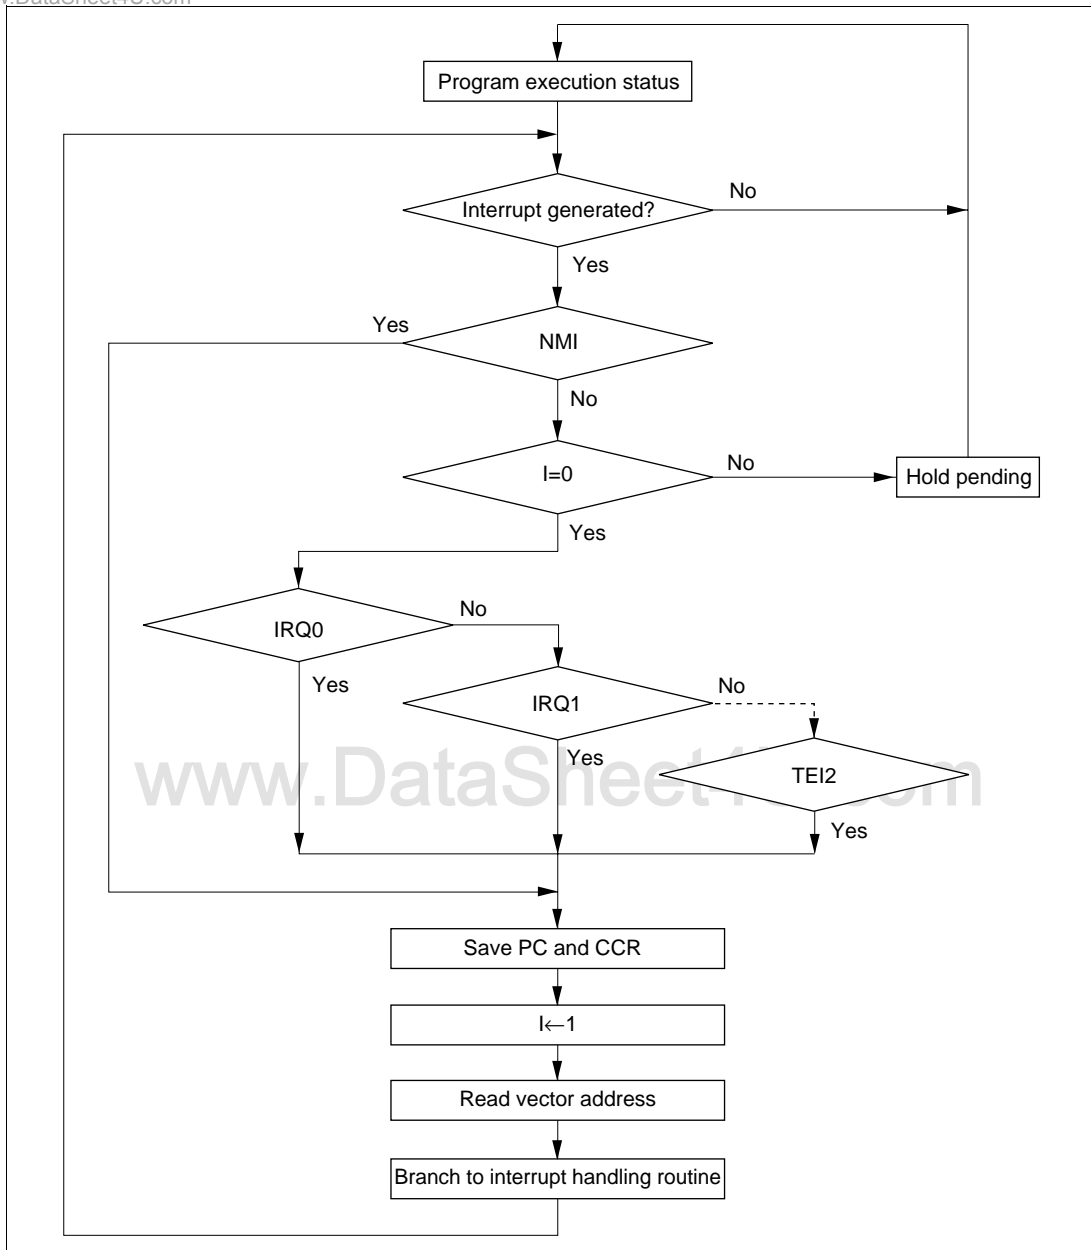 Program execution status
Interrupt generated?
No
Yes
Yes
NMI
No
I=0
No
Hold pending
Yes
IRQ0
No
Yes
IRQ1
No
Yes
TEI2
Yes
www.DataSheet4U.com
Save PC and CCR
I←1
Read vector address
Branch to interrupt handling routine